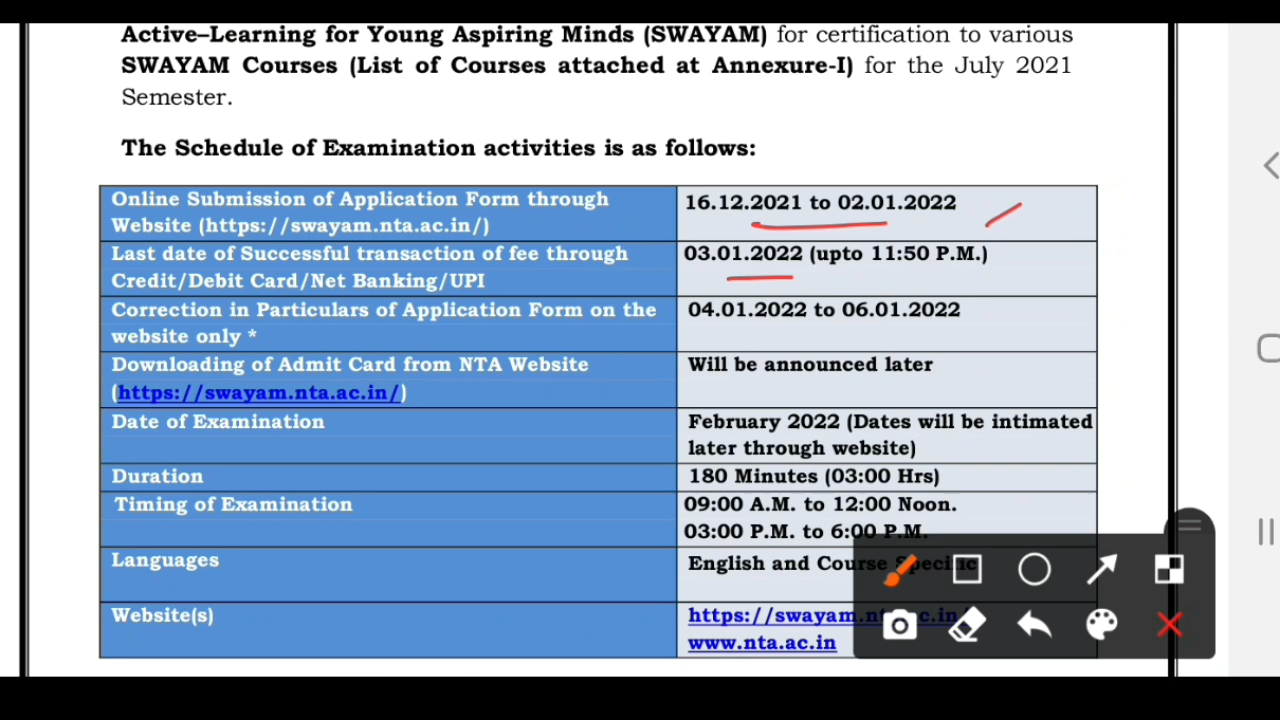 Active–Learning for Young Aspiring Minds (SWAYAM) for certification to various
SWAYAM Courses (List of Courses attached at Annexure-I) for the July 2021
Semester.
The Schedule of Examination activities is as follows:
Online Submission of Application Form through
Website (https://swayam.nta.ac.in/)
16.12.2021 to 02.01.2022
Last date of Successful transaction of fee through
Credit/Debit Card/Net Banking/UPI
03.01.2022 (upto 11:50 P.M.)
Correction in Particulars of Application Form on the
website only *
04.01.2022 to 06.01.2022
Downloading of Admit Card from NTA Website
(https://swayam.nta.ac.in/)
Will be announced later
Date of Examination
February 2022 (Dates will be intimated
later through website)
Duration
180 Minutes (03:00 Hrs)
Timing of Examination
09:00 A.M. to 12:00 Noon.
03:00 P.M. to 6:00 P.M.
Languages
English and Course Specific
Website(s)
https://swayam.nta.ac.in/
www.nta.ac.in